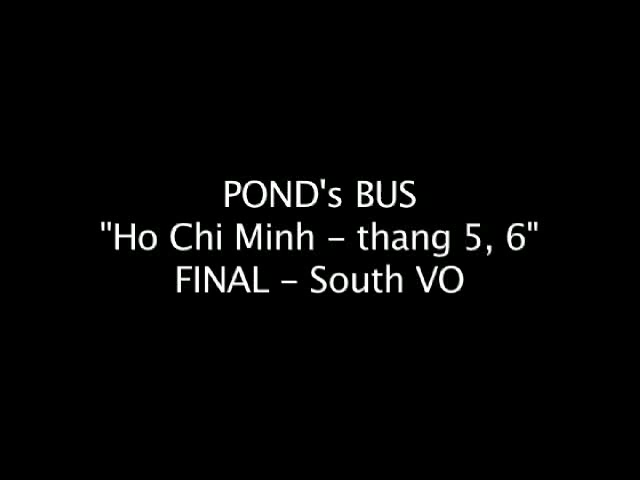 POND's BUS
"Ho Chi Minh – thang 5, 6"
FINAL – South VO